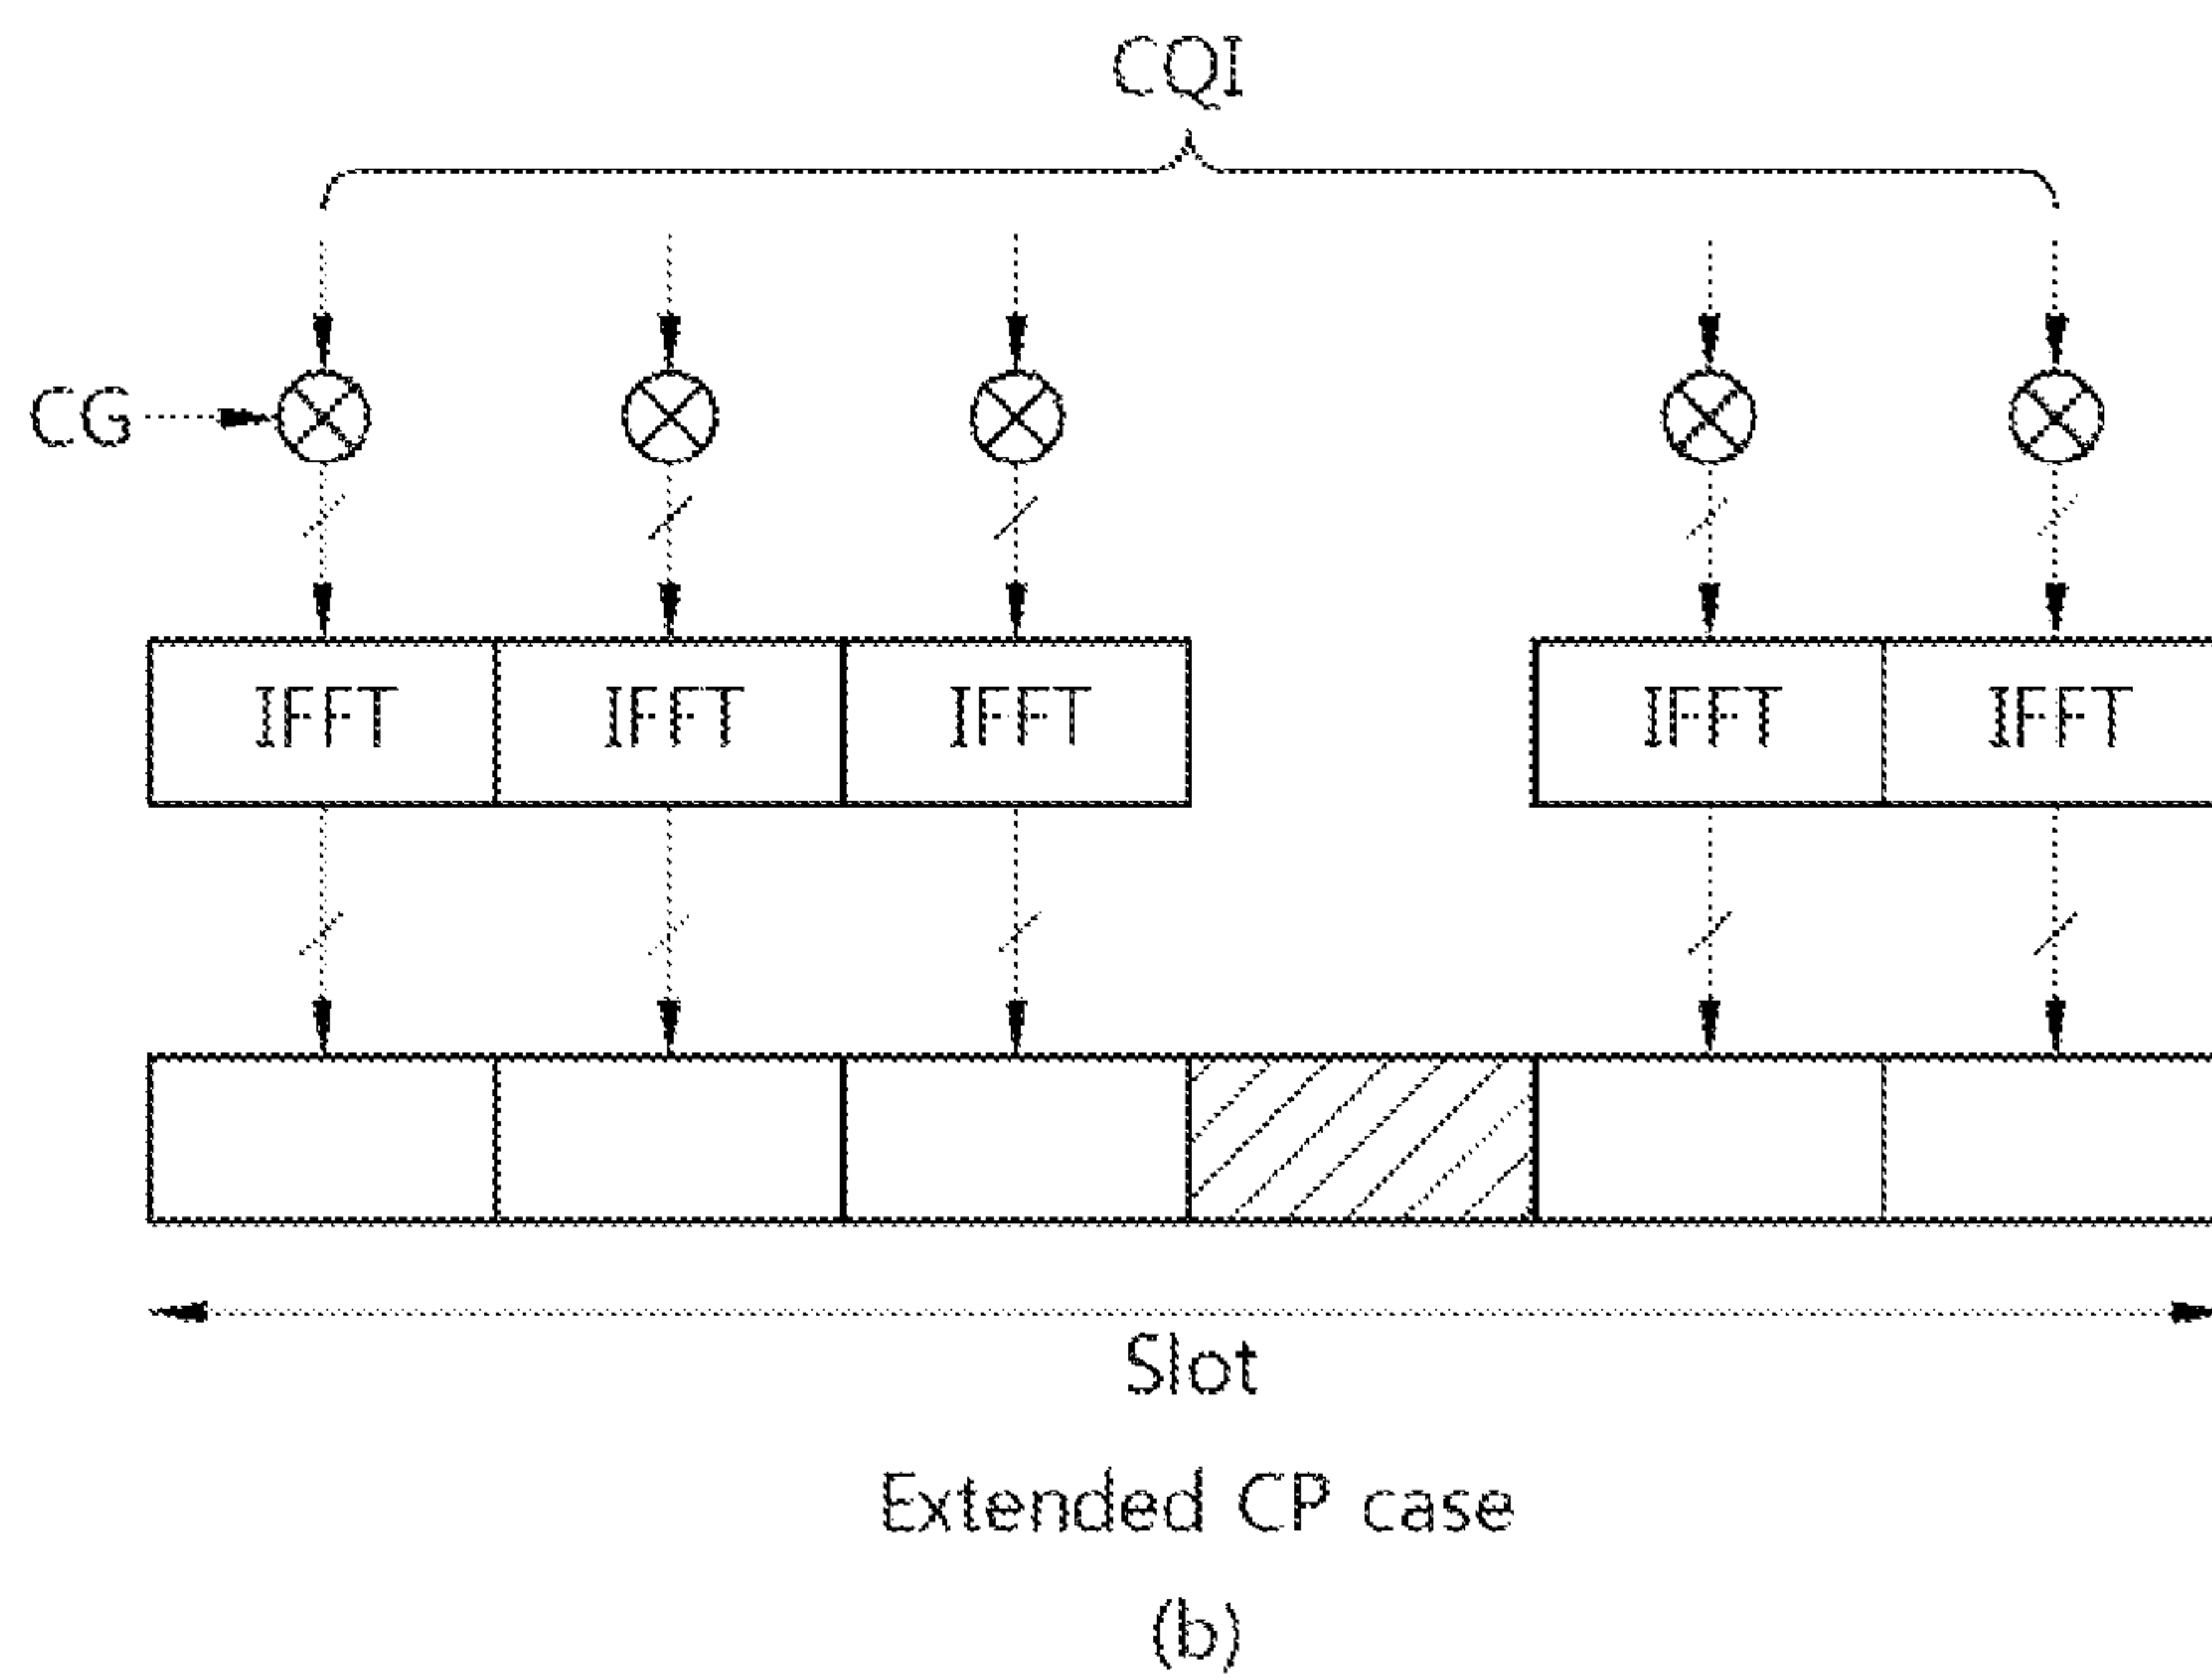 CQI
CG
IFFT IFFT IFFT IFFT IFFT
Slot
Extended CP case
(b)